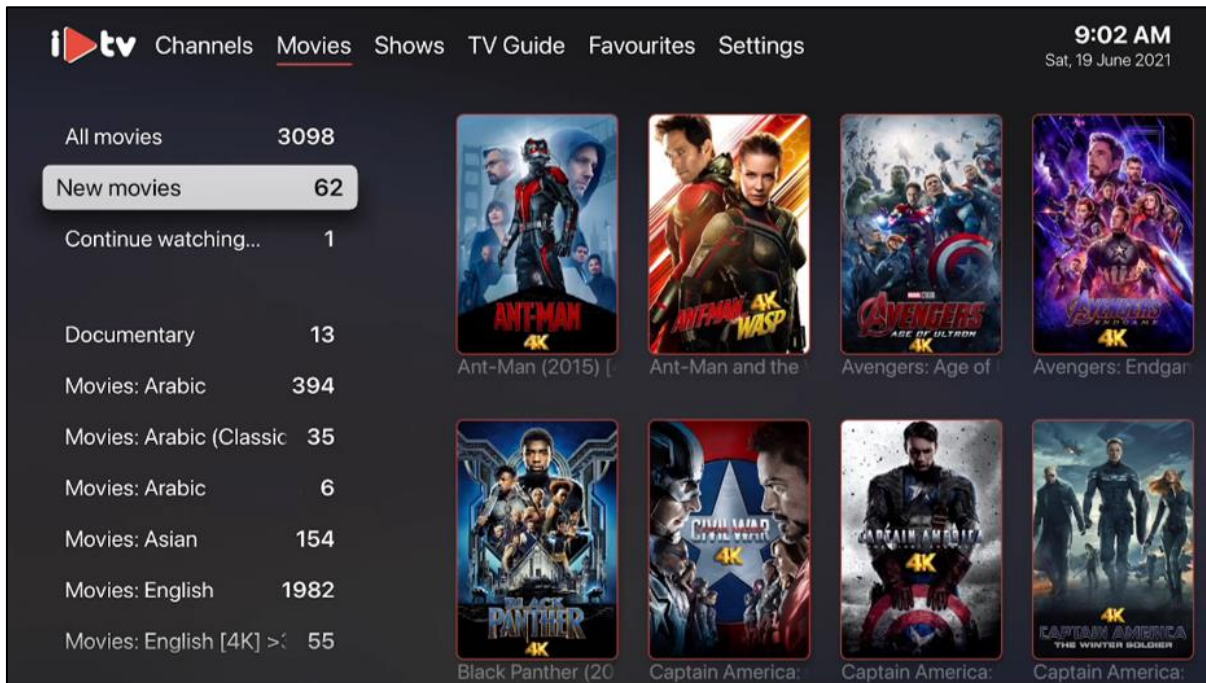 itv Channels Movies Shows TV Guide Favourites Settings
9:02 AM
Sat, 19 June 2021
All movies 3098
New movies 62
Continue watching... 1
Documentary 13
Movies: Arabic 394
Movies: Arabic (Classic 35
Movies: Arabic 6
Movies: Asian 154
Movies: English 1982
Movies: English [4K] > 55
ANT-MAN
4K
ANT-MAN 4K
WASP
MARVEL STUDIOS
AVENGERS
AGE OF ULTRON
4K
AVENGERS
ENDGAME
4K
Ant-Man (2015) [
Ant-Man and the
Avengers: Age of
Avengers: Endgam
BLACK
PANTHER
4K
CIVIL WAR
4K
CAPTAIN AMERICA
4K
4K
CAPTAIN AMERICA
THE WINTER SOLDIER
Black Panther (20
Captain America:
Captain America:
Captain America: